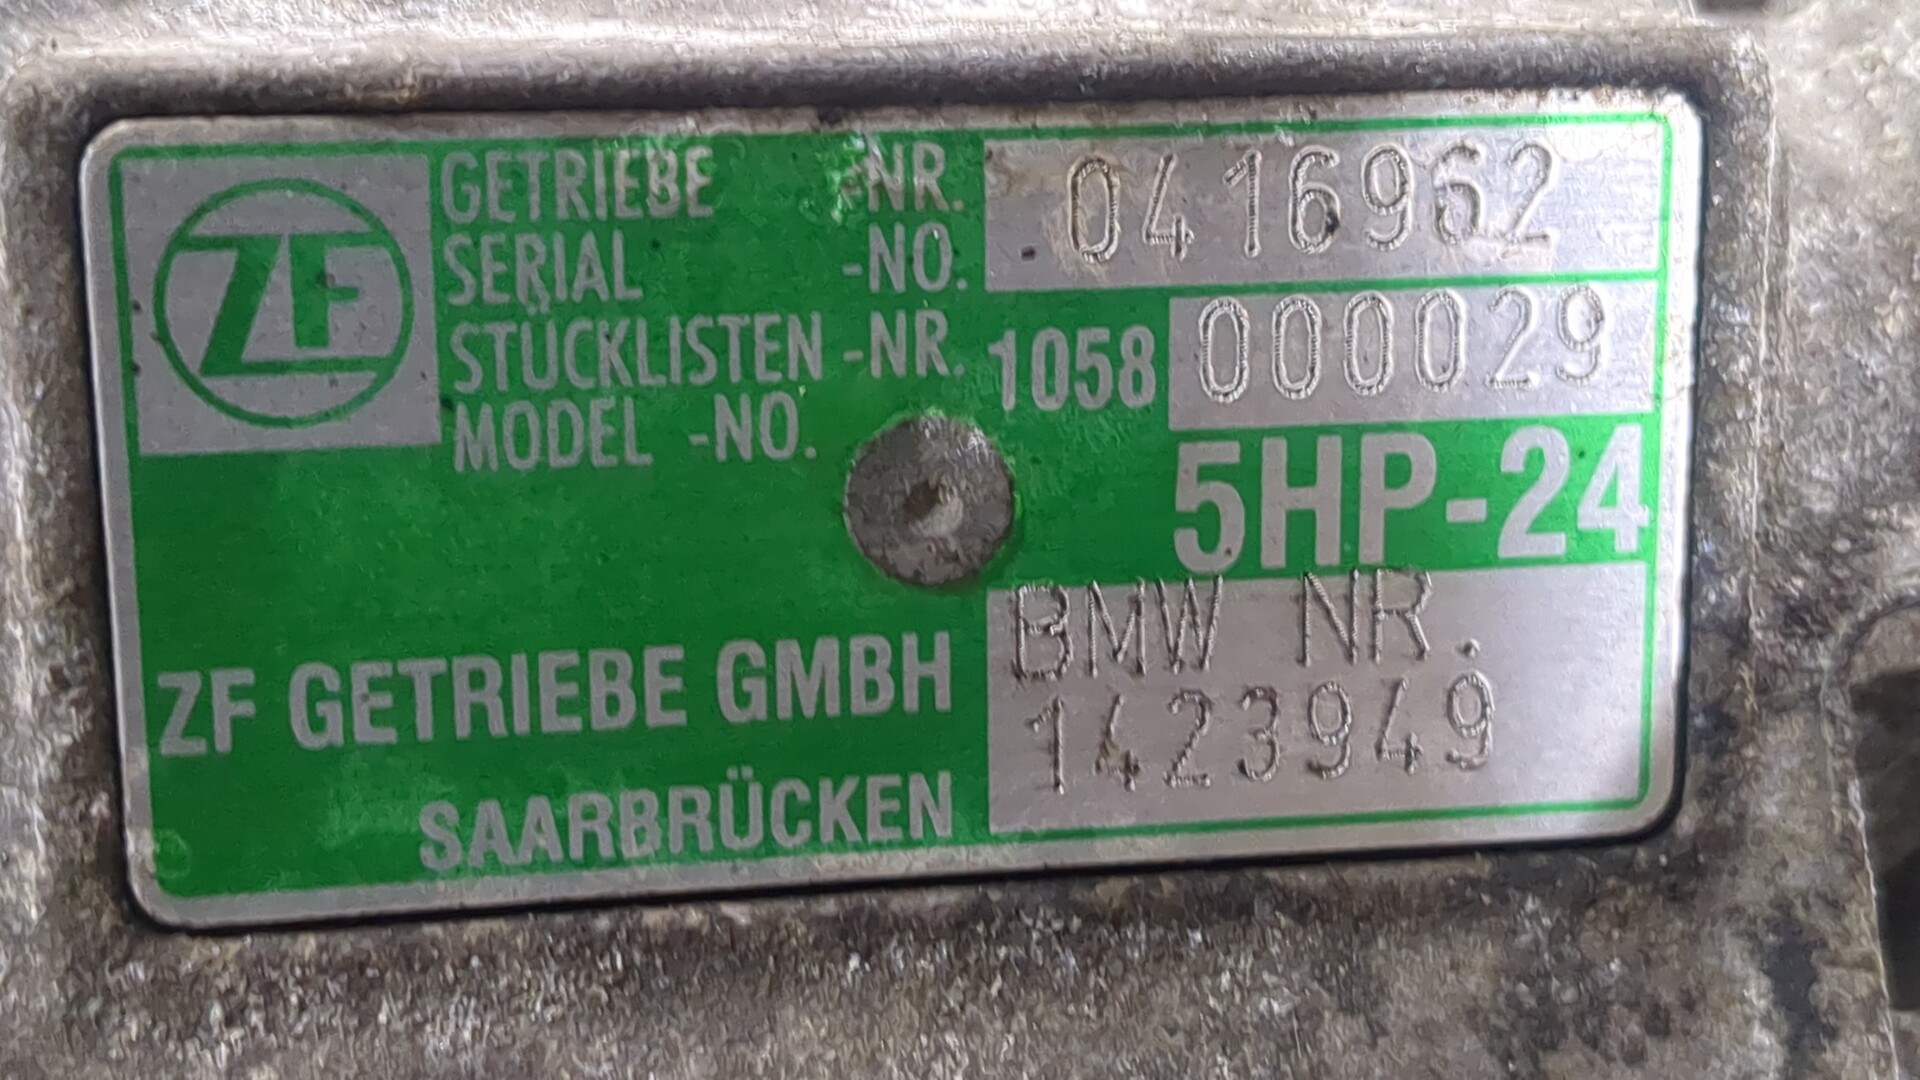 ZF
GETRIEBE -NR. 0416962
SERIAL -NO.
STÜCKLISTEN -NR. 1058 000029
MODEL -NO.
5HP-24
BMW NR.
ZF GETRIEBE GMBH 1423949
SAARBRÜCKEN